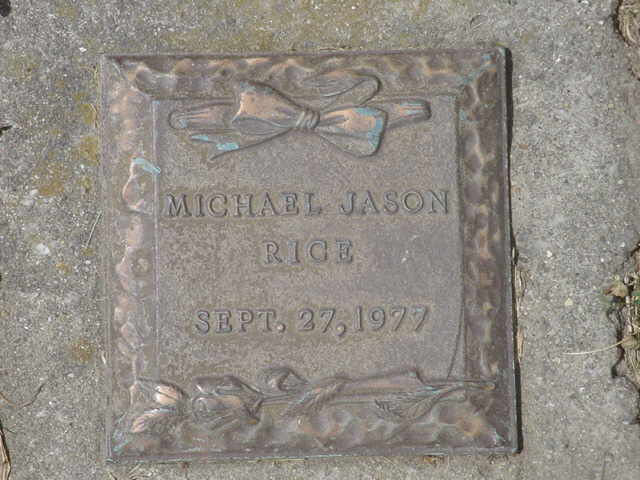 MICHAEL JASON
RICE
SEPT. 27, 1977